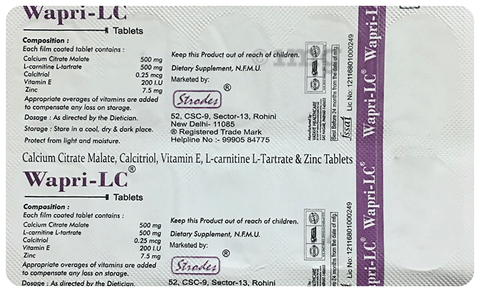 Wapri-LC®
Tablets
Composition :
Each film coated tablet contains :
Calcium Citrate Malate 500 mg
L-carnitine L-tartrate 500 mg
Calcitriol 0.25 mcg
Vitamin E 200 I.U
Zinc 7.5 mg
Appropriate overages of vitamins are added
to compensate any loss on storage.
Dosage : As directed by the Dietician.
Storage : Store in a cool, dry & dark place.
Protect from light and moisture.
Keep this Product out of reach of children.
Dietary Supplement, N.F.M.U.
Marketed by:
Strodes®
52, CSC-9, Sector-13, Rohini
New Delhi- 11085
® Registered Trade Mark
Helpline No :- 99905 84775
fssai
Lic No: 12116801000249
Wapri-LC® Wapri-LC®
Calcium Citrate Malate, Calcitriol, Vitamin E, L-carnitine L-Tartrate & Zinc Tablets
Wapri-LC®
Tablets
Composition :
Each film coated tablet contains :
Calcium Citrate Malate 500 mg
L-carnitine L-tartrate 500 mg
Calcitriol 0.25 mcg
Vitamin E 200 I.U
Zinc 7.5 mg
Appropriate overages of vitamins are added
to compensate any loss on storage.
Dosage : As directed by the Dietician.
Keep this Product out of reach of children.
Dietary Supplement, N.F.M.U.
Marketed by:
Strodes®
52, CSC-9, Sector-13, Rohini
fssai
Lic No: 12116801000249
Wapri-LC® Wapri-LC®